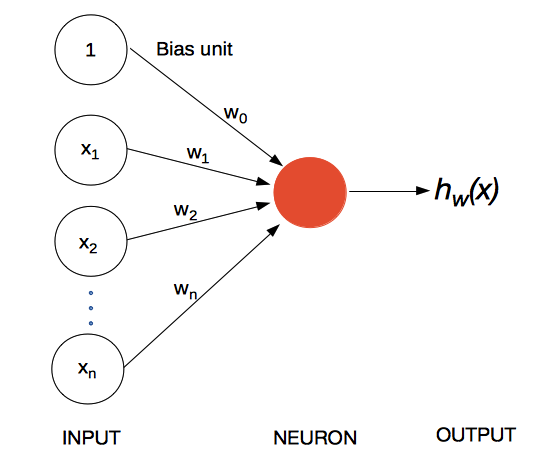 1
Bias unit
w0
x1
w1
hw(x)
w2
x2
wn
xn
INPUT
NEURON
OUTPUT